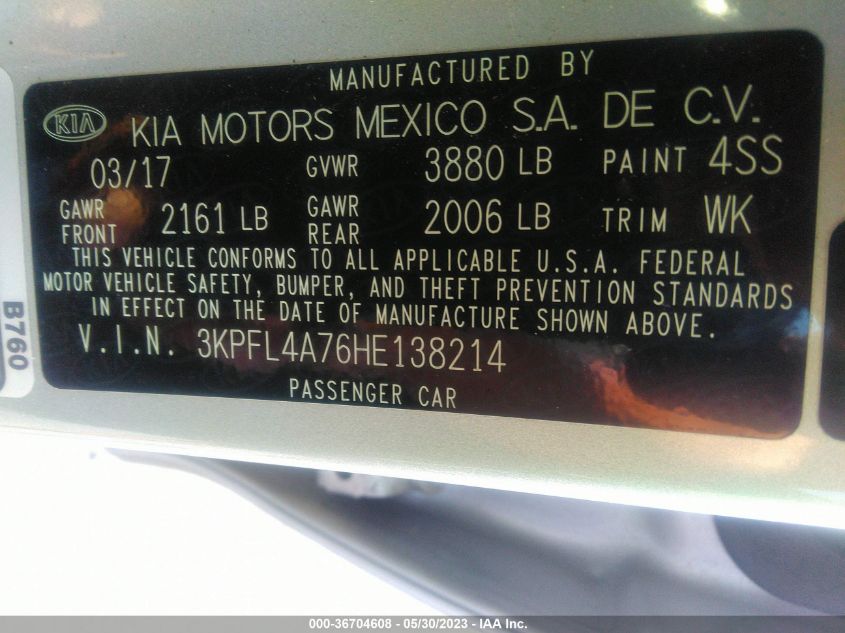 MANUFACTURED BY
KIA KIA MOTORS MEXICO S.A. DE C.V.
03/17 GVWR 3880 LB PAINT 4SS
GAWR FRONT 2161 LB GAWR REAR 2006 LB TRIM WK
THIS VEHICLE CONFORMS TO ALL APPLICABLE U.S.A. FEDERAL
MOTOR VEHICLE SAFETY, BUMPER, AND THEFT PREVENTION STANDARDS
IN EFFECT ON THE DATE OF MANUFACTURE SHOWN ABOVE.
V.I.N. 3KPFL4A76HE138214
PASSENGER CAR
B760
000-36704608 - 05/30/2023 - IAA Inc.